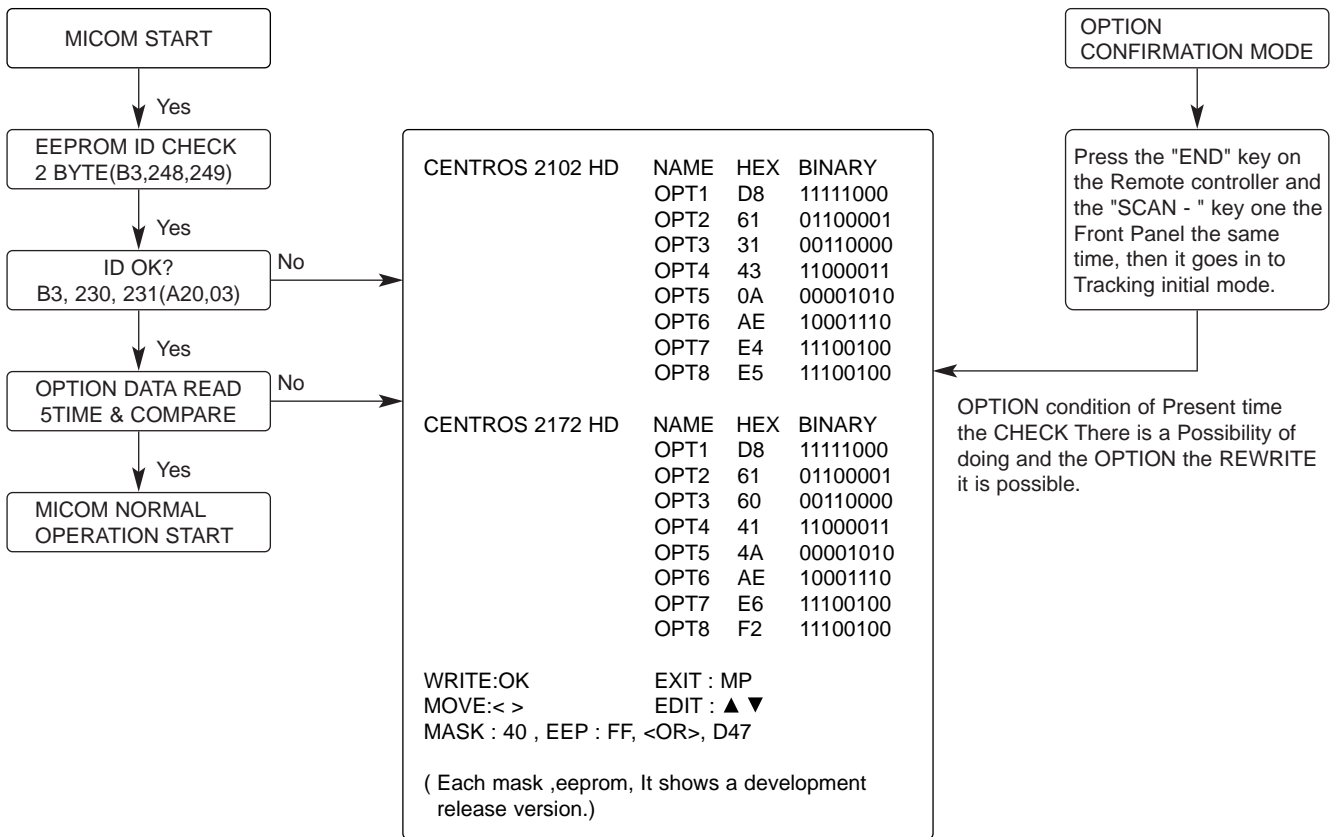 MICOM START
Yes
EEPROM ID CHECK
2 BYTE(B3,248,249)
Yes
ID OK?
B3, 230, 231(A20,03)
No
Yes
OPTION DATA READ
5TIME & COMPARE
No
Yes
MICOM NORMAL
OPERATION START
CENTROS 2102 HD NAME HEX BINARY
OPT1 D8 11111000
OPT2 61 01100001
OPT3 31 00110000
OPT4 43 11000011
OPT5 0A 00001010
OPT6 AE 10001110
OPT7 E4 11100100
OPT8 E5 11100100
CENTROS 2172 HD NAME HEX BINARY
OPT1 D8 11111000
OPT2 61 01100001
OPT3 60 00110000
OPT4 41 11000011
OPT5 4A 00001010
OPT6 AE 10001110
OPT7 E6 11100100
OPT8 F2 11100100
WRITE:OK EXIT : MP
MOVE:< > EDIT : ▲ ▼
MASK : 40 , EEP : FF, <OR>, D47
( Each mask ,eeprom, It shows a development
release version.)
OPTION
CONFIRMATION MODE
Press the "END" key on
the Remote controller and
the "SCAN - " key one the
Front Panel the same
time, then it goes in to
Tracking initial mode.
OPTION condition of Present time
the CHECK There is a Possibility of
doing and the OPTION the REWRITE
it is possible.